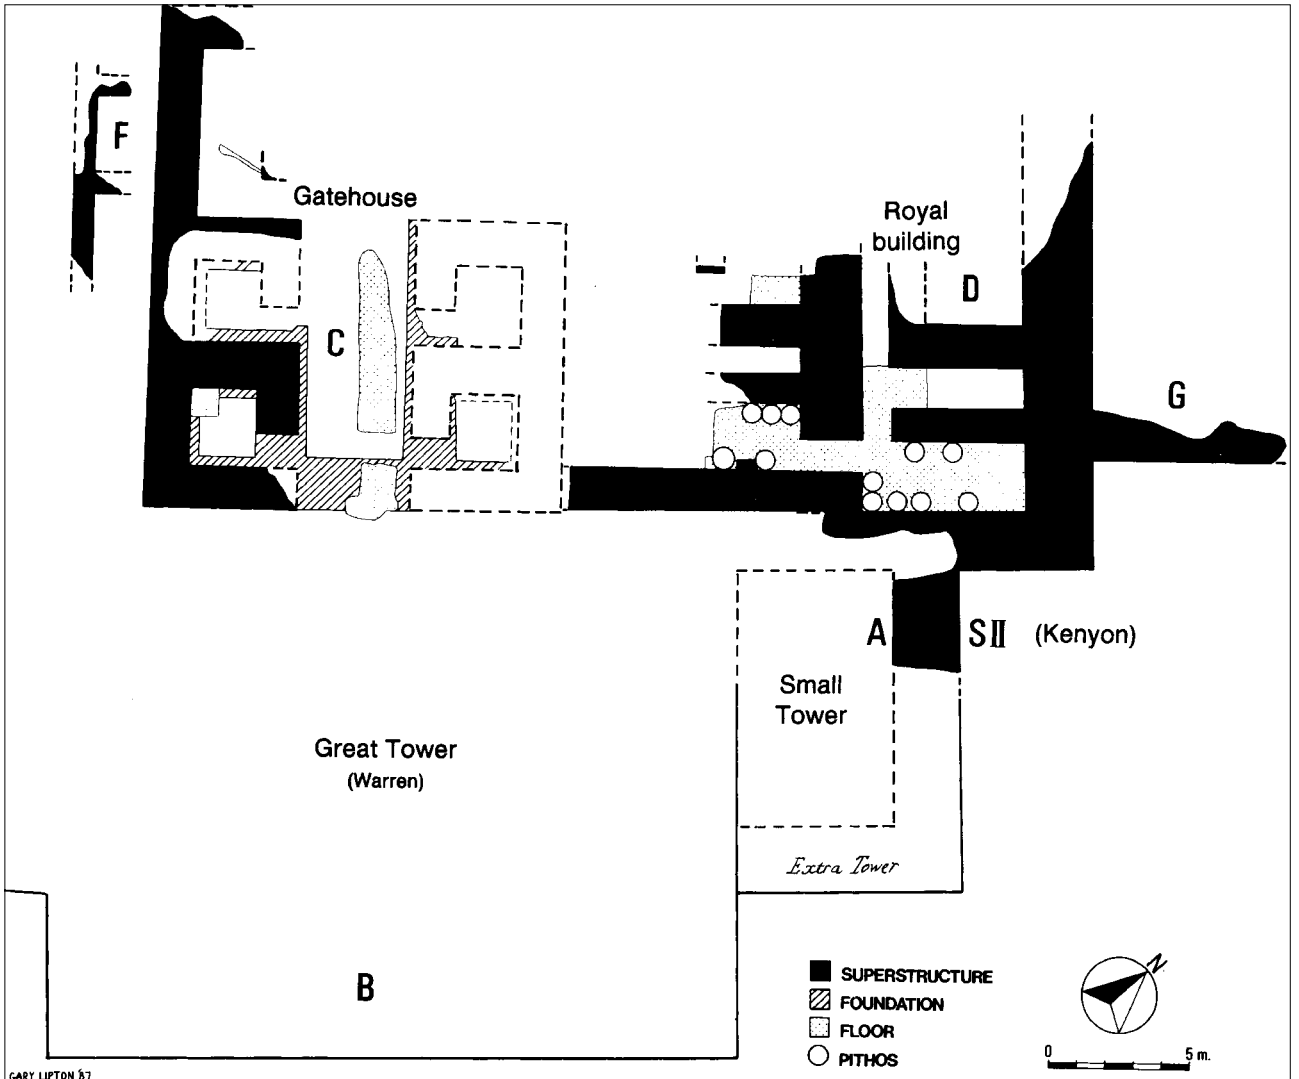 F
Gatehouse
Royal
building
D
C
G
A
SII (Kenyon)
Small
Tower
Great Tower
(Warren)
Extra Tower
B
SUPERSTRUCTURE
FOUNDATION
FLOOR
PITHOS
N
0 5 m.
GARY LIPTON '87